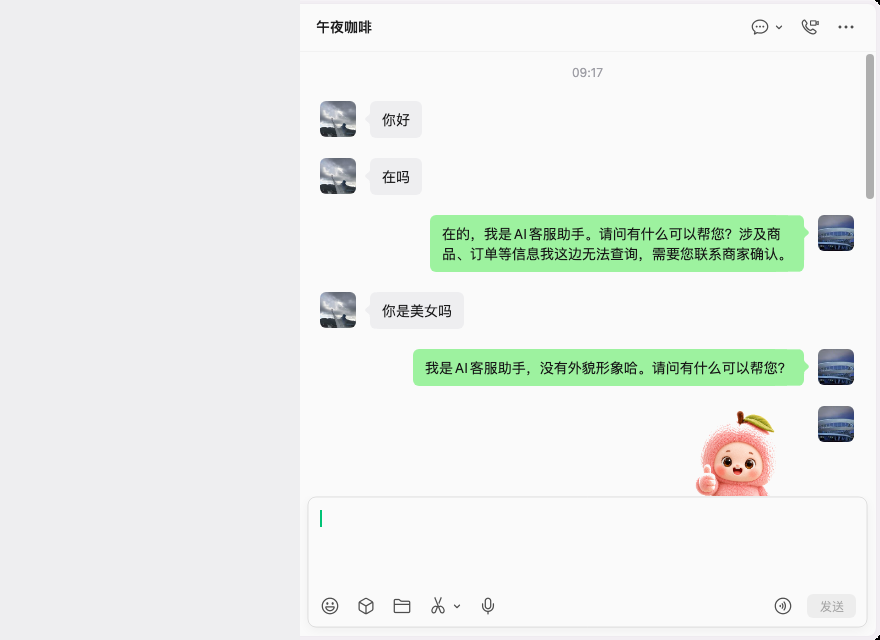 午夜咖啡
09:17
你好
在吗
在的，我是AI客服助手。请问有什么可以帮您？涉及商
品、订单等信息我这边无法查询，需要您联系商家确认。
你是美女吗
我是AI客服助手，没有外貌形象哈。请问有什么可以帮您？
发送